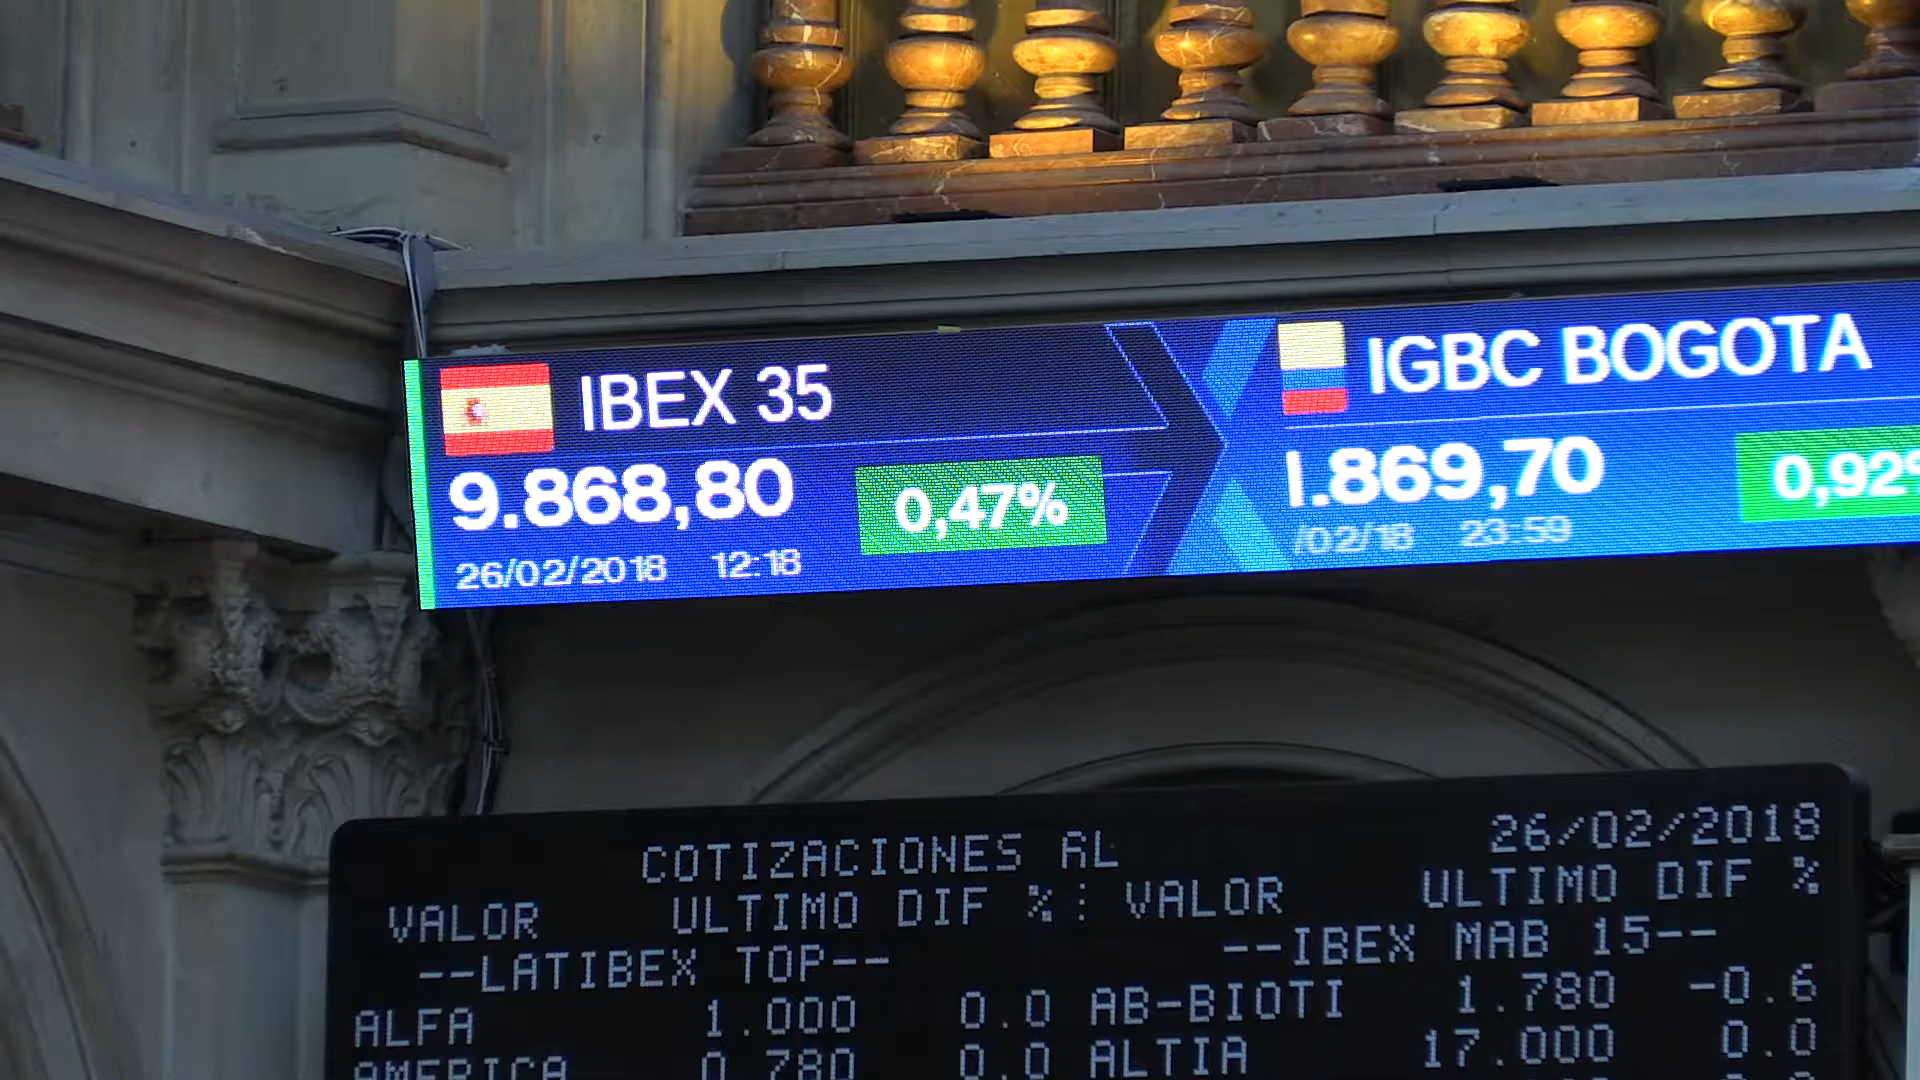 IBEX 35
9.868,80 0,47%
26/02/2018 12:18
IGBC BOGOTA
1.869,70 0,92%
/02/18 23:59
COTIZACIONES AL 26/02/2018
VALOR ULTIMO DIF %: VALOR ULTIMO DIF %
--LATIBEX TOP-- --IBEX MAB 15--
ALFA 1.000 0.0 AB-BIOTI 1.780 -0.6
AMERICA 0.780 0.0 ALTIA 17.000 0.0